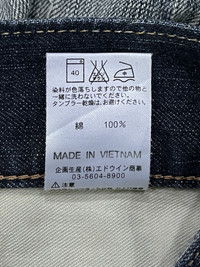 40
染料が色落ちしますので他の物と
一緒に洗わないでください。
タンブラー乾燥は、お避けください。
綿 100%
MADE IN VIETNAM
企画生産(株)エドウイン商事
03-5604-8900
⚠注意